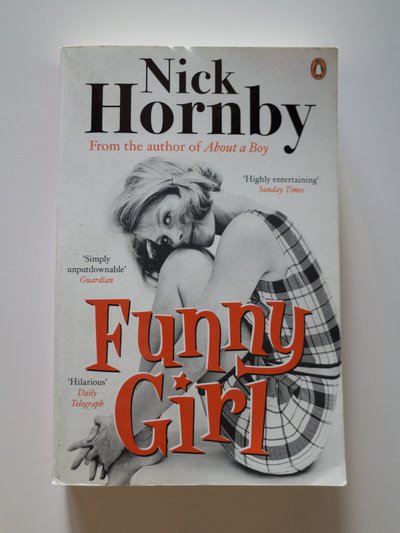 Nick
Hornby
From the author of About a Boy
‘Highly entertaining’
Sunday Times
‘Simply
unputdownable’
Guardian
Funny
Girl
‘Hilarious’
Daily
Telegraph